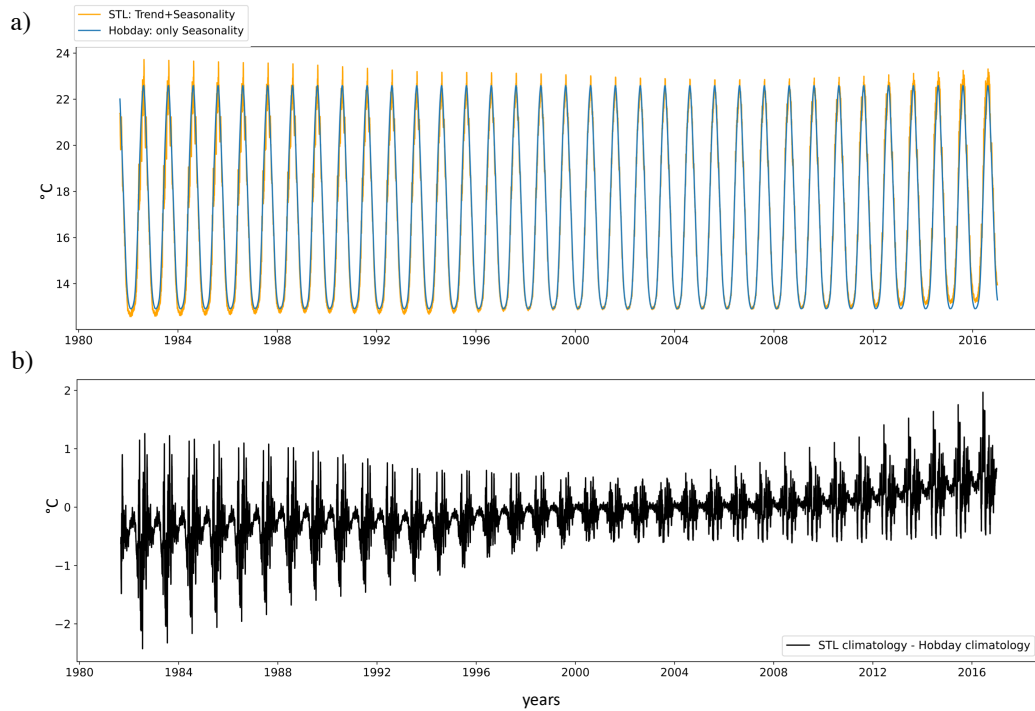 a)
STL: Trend+Seasonality
Hobday: only Seasonality
24
22
20
18
16
14
°C
1980 1984 1988 1992 1996 2000 2004 2008 2012 2016
b)
2
1
0
−1
−2
°C
STL climatology - Hobday climatology
1980 1984 1988 1992 1996 2000 2004 2008 2012 2016
years